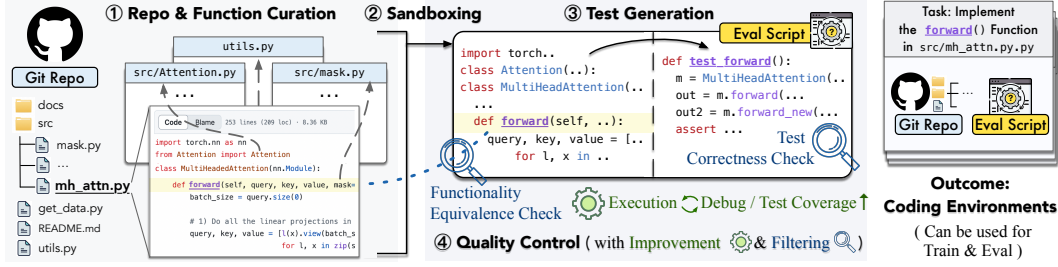 ① Repo & Function Curation
② Sandboxing
③ Test Generation
Git Repo
docs
src
mask.py
...
mh_attn.py
get_data.py
README.md
utils.py
utils.py
src/Attention.py
...
src/mask.py
...
Code Blame 253 lines (209 loc) · 8.36 KB
import torch.nn as nn
from Attention import Attention
class MultiHeadedAttention(nn.Module):
def forward(self, query, key, value, mask=
batch_size = query.size(0)
# 1) Do all the linear projections in
query, key, value = [l(x).view(batch_s
for l, x in zip(s
import torch..
class Attention(..):
class MultiHeadAttention(..
...
def forward(self, ..):
query, key, value = [..
for l, x in ..
Eval Script
def test_forward():
m = MultiHeadAttention(..
out = m.forward(..
out2 = m.forward_new(..
assert ...
Test
Correctness Check
Functionality
Equivalence Check
Execution Debug / Test Coverage ↑
④ Quality Control ( with Improvement & Filtering )
Task: Implement
the forward() Function
in src/mh_attn.py.py
...
Git Repo
Eval Script
Outcome:
Coding Environments
( Can be used for
Train & Eval )